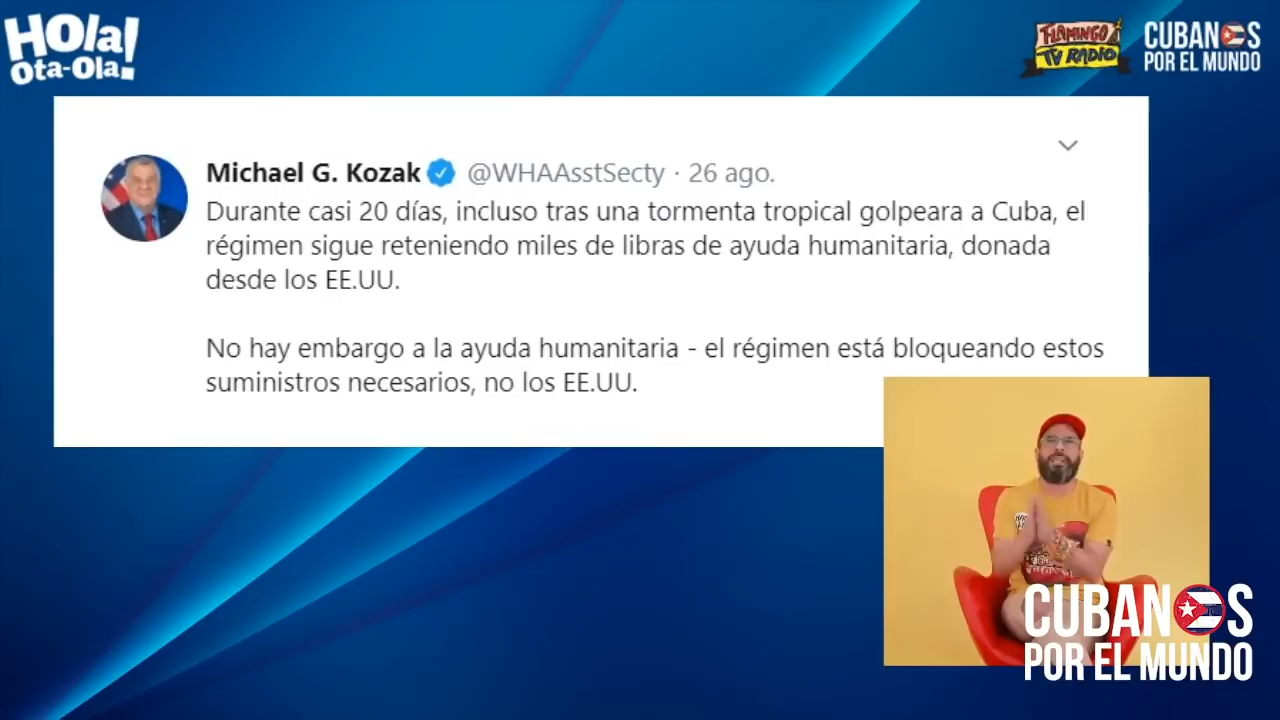 HOla!
Ota-Ola!
FLAMINGO
TV RADIO
CUBANOS
POR EL MUNDO
Michael G. Kozak @WHAAsstSecty · 26 ago.
Durante casi 20 días, incluso tras una tormenta tropical golpeara a Cuba, el
régimen sigue reteniendo miles de libras de ayuda humanitaria, donada
desde los EE.UU.
No hay embargo a la ayuda humanitaria - el régimen está bloqueando estos
suministros necesarios, no los EE.UU.
CUBANOS
POR EL MUNDO